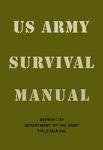 US ARMY
SURVIVAL
MANUAL
REPRINT OF
DEPARTMENT OF THE ARMY
FIELD MANUAL